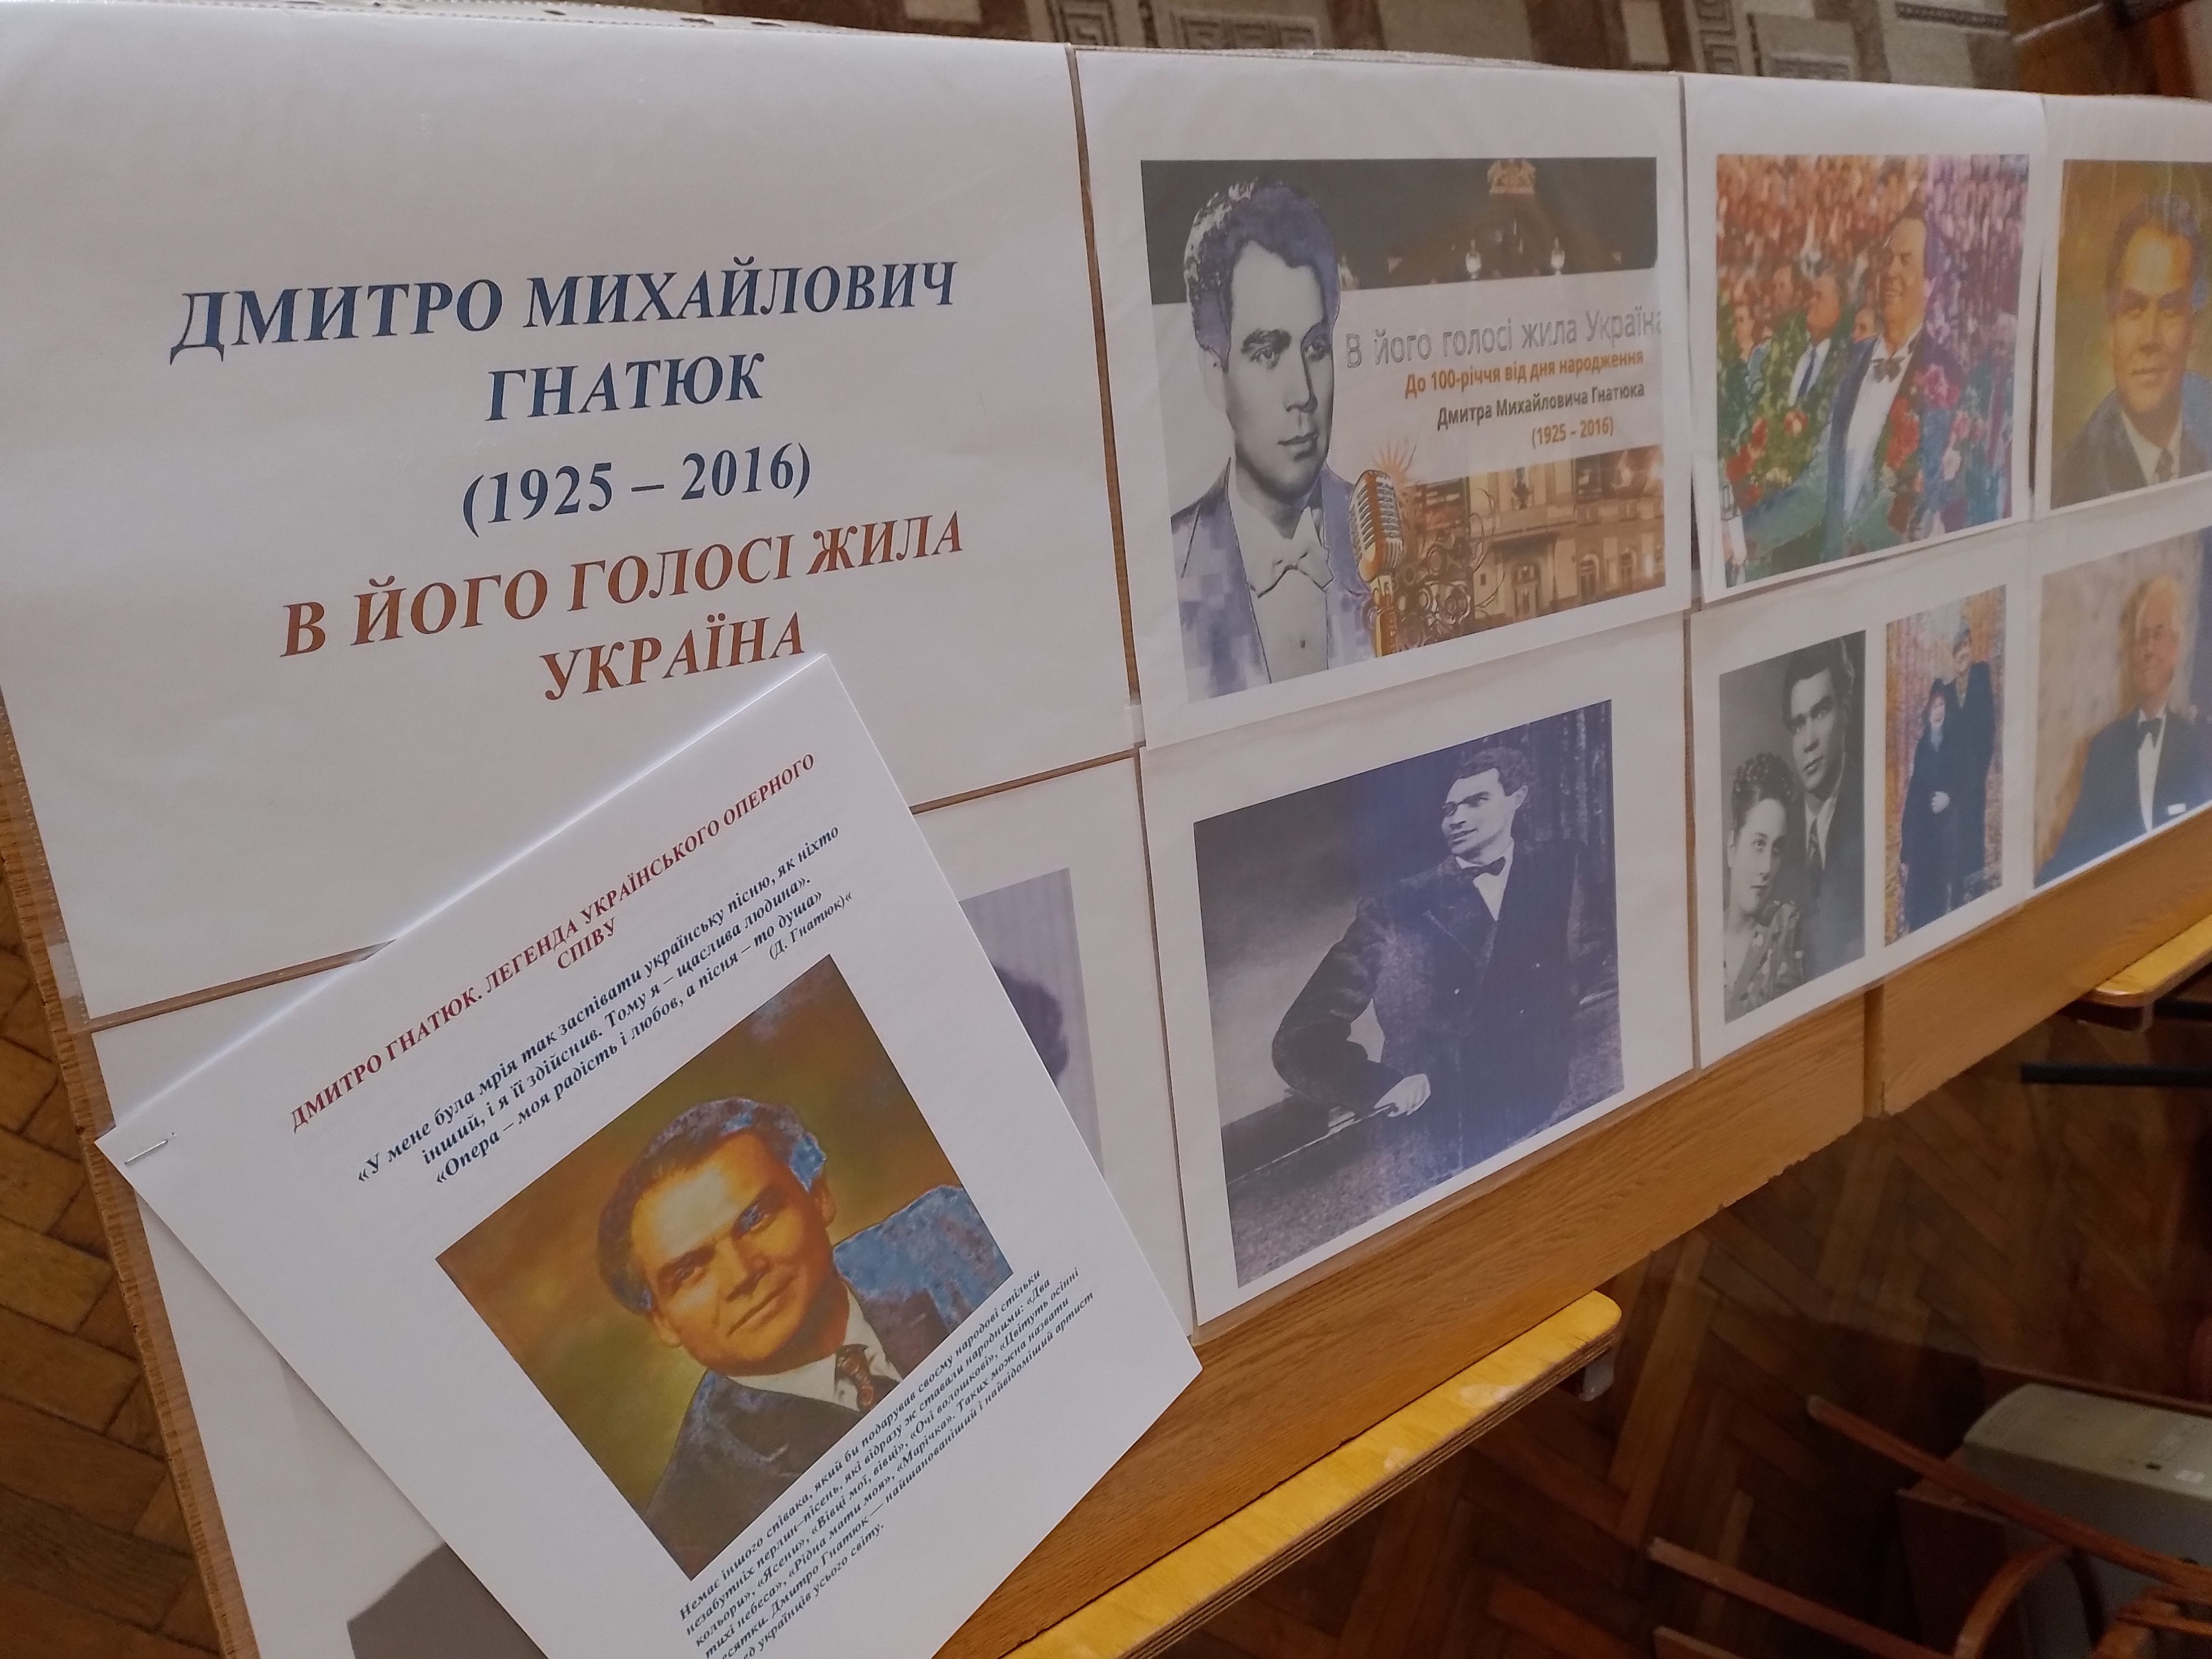 ДМИТРО МИХАЙЛОВИЧ
ГНАТЮК
(1925 – 2016)
В ЙОГО ГОЛОСІ ЖИЛА
УКРАЇНА
В його голосі жила Україна
До 100-річчя від дня народження
Дмитра Михайловича Гнатюка
(1925 – 2016)
ДМИТРО ГНАТЮК. ЛЕГЕНДА УКРАЇНСЬКОГО ОПЕРНОГО
СПІВУ
«У мене була мрія так заспівати українську пісню, як ніхто
інший, і я її здійснив. Тому я – щаслива людина».
«Опера – моя радість і любов, а пісня – то душа»
(Д. Гнатюк)«
Немає іншого співака, який би подарував своєму народові стільки
незабутніх перлин–пісень, які відразу ж ставали народними: «Два
кольори», «Ясени», «Вівці мої, вівці», «Очі волошкові», «Цвітуть осінні
тихі небеса», «Рідна мати моя», «Марічка». Таких можна назвати
десятки. Дмитро Гнатюк — найшанованіший і найвідоміший артист
українців усього світу.